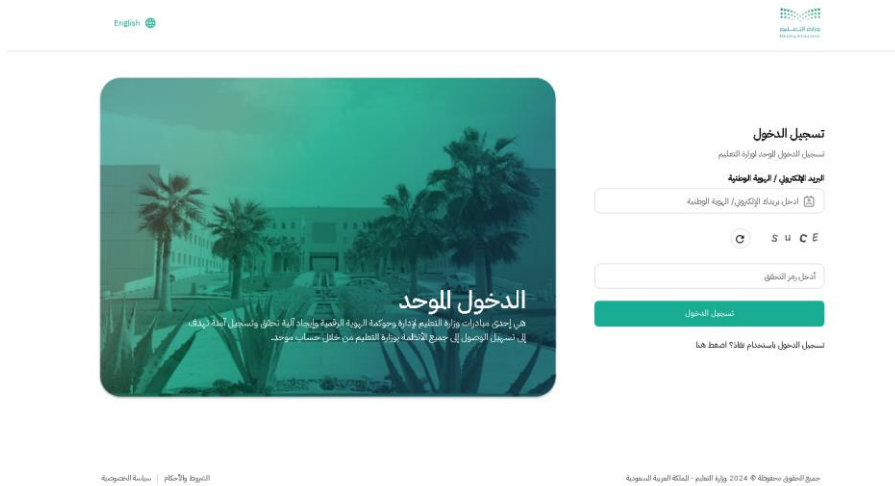 وزارة التعليم
Ministry of Education
English
تسجيل الدخول
تسجيل الدخول الموحد لوزارة التعليم
البريد الإلكتروني / الهوية الوطنية
ادخل بريدك الإلكتروني/ الهوية الوطنية
S U C E
أدخل رمز التحقق
تسجيل الدخول
تسجيل الدخول باستخدام نفاذ؟ اضغط هنا
الدخول الموحد
هي إحدى مبادرات وزارة التعليم لإدارة وحوكمة الهوية الرقمية وإيجاد آلية تحقق وتسجيل آمنة تهدف
إلى تسهيل الوصول إلى جميع الأنظمة بوزارة التعليم من خلال حساب موحد.
جميع الحقوق محفوظة © 2024 وزارة التعليم - المملكة العربية السعودية
الشروط والأحكام | سياسة الخصوصية